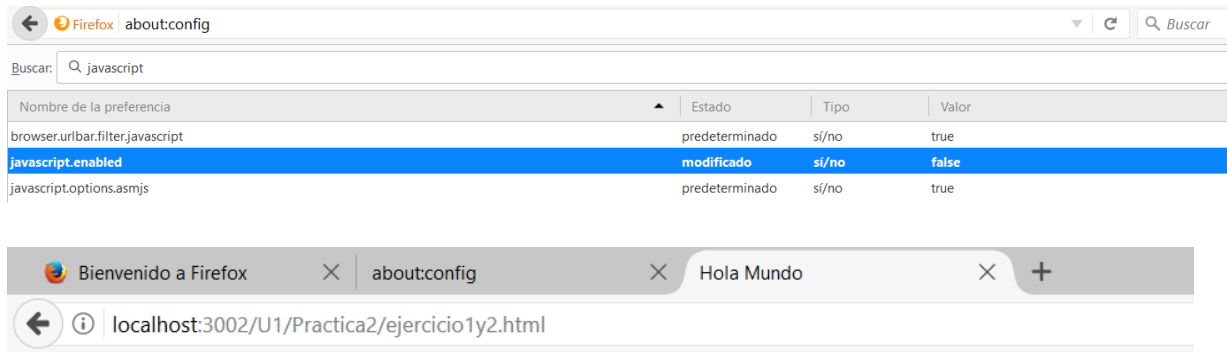 Firefox about:config Buscar
Buscar: javascript
Nombre de la preferencia Estado Tipo Valor
browser.urlbar.filter.javascript predeterminado sí/no true
javascript.enabled modificado sí/no false
javascript.options.asmjs predeterminado sí/no true
Bienvenido a Firefox about:config Hola Mundo
localhost:3002/U1/Practica2/ejercicio1y2.html